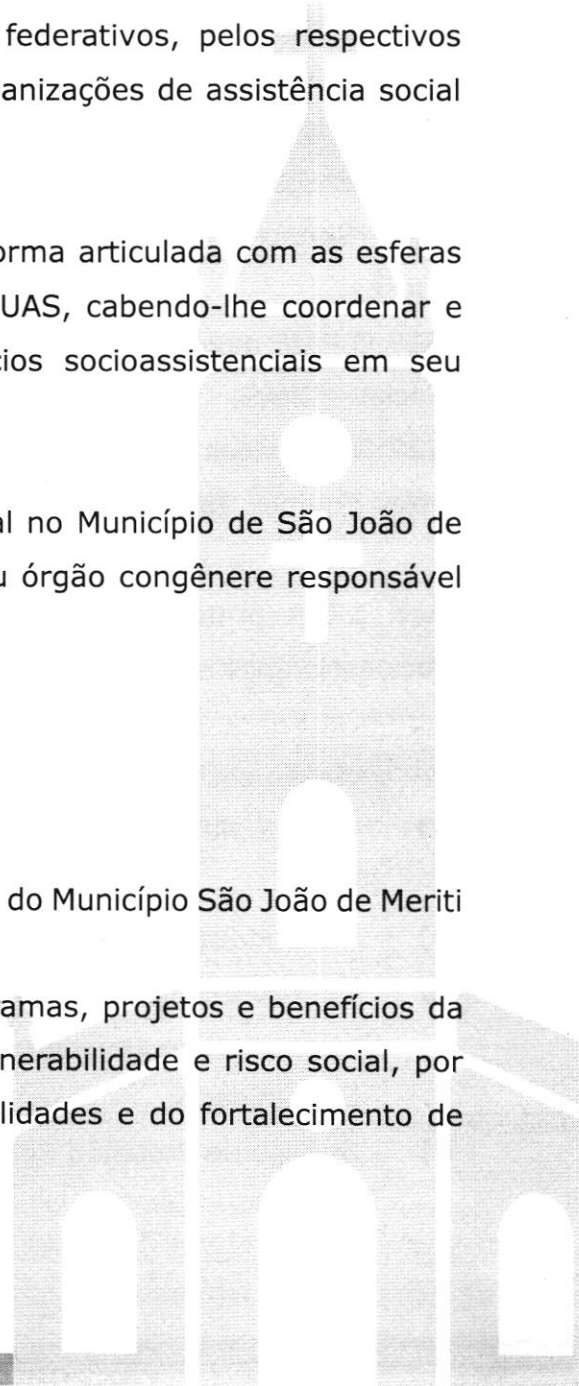 federativos, pelos respectivos
anizações de assistência social
orma articulada com as esferas
UAS, cabendo-lhe coordenar e
cios socioassistenciais em seu
al no Município de São João de
u órgão congênere responsável
do Município São João de Meriti
amas, projetos e benefícios da
nerabilidade e risco social, por
lidades e do fortalecimento de